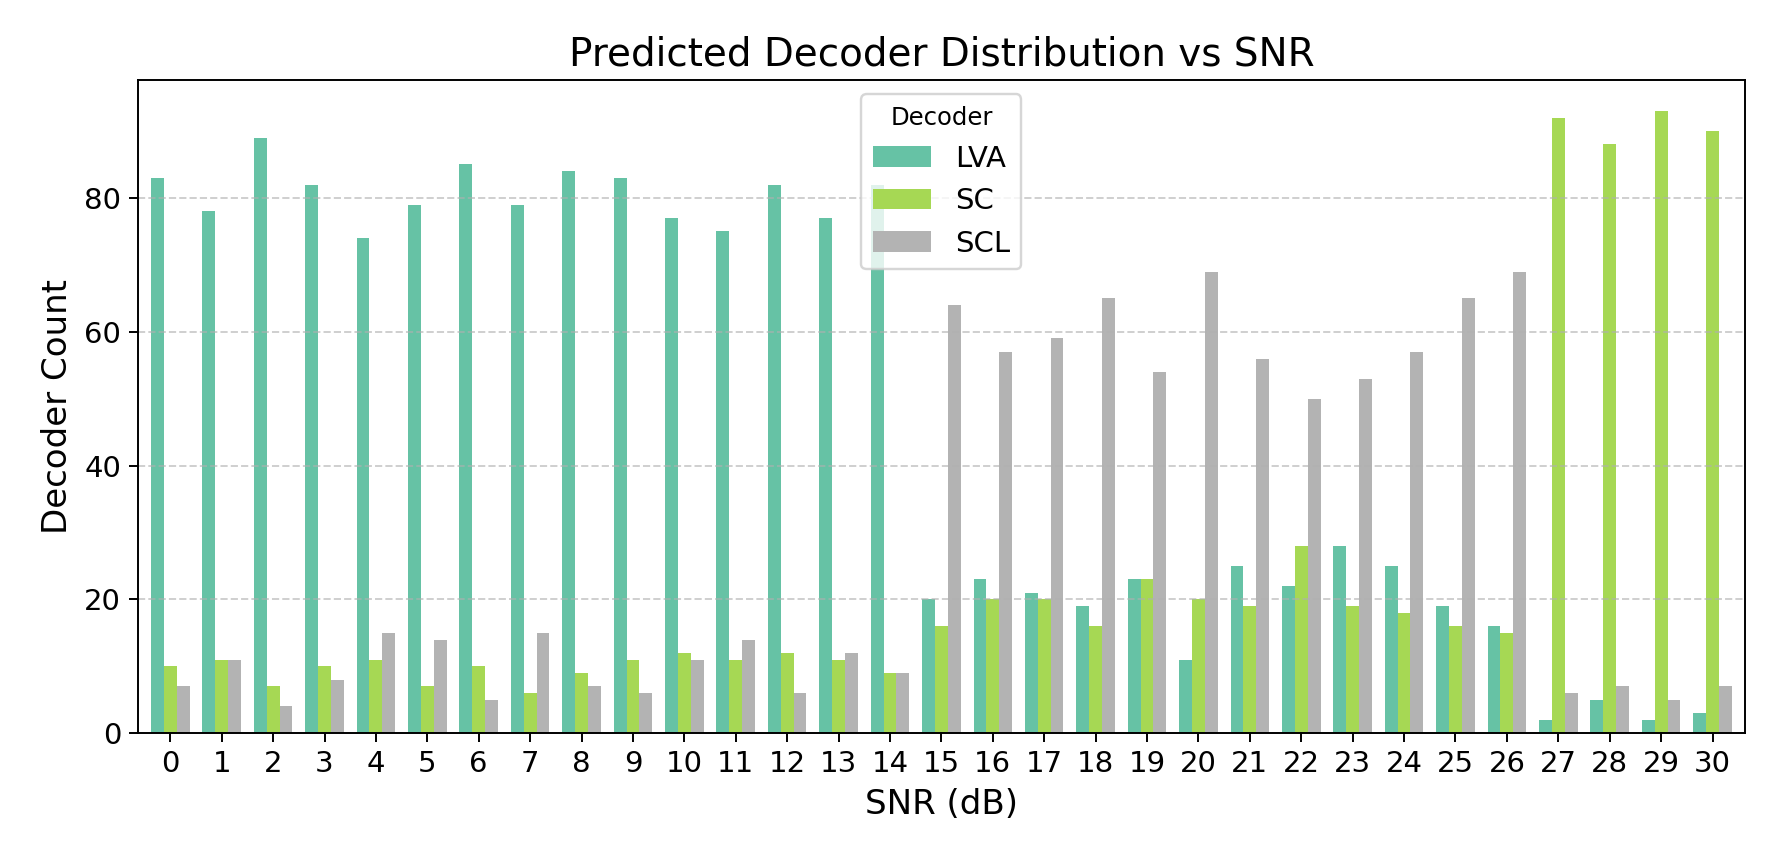 Predicted Decoder Distribution vs SNR
Decoder
LVA
SC
SCL
Decoder Count
80
60
40
20
0
0 1 2 3 4 5 6 7 8 9 10 11 12 13 14 15 16 17 18 19 20 21 22 23 24 25 26 27 28 29 30
SNR (dB)